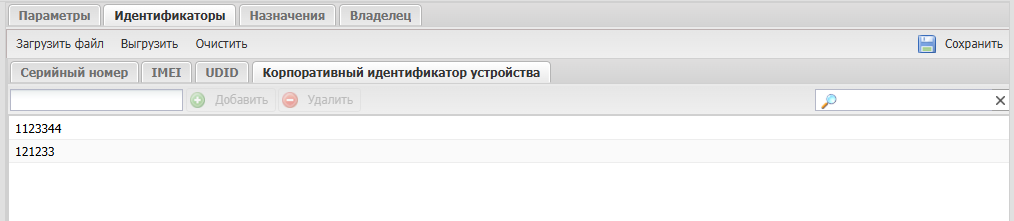 Параметры Идентификаторы Назначения Владелец
Загрузить файл Выгрузить Очистить Сохранить
Серийный номер IMEI UDID Корпоративный идентификатор устройства
Добавить Удалить
1123344
121233